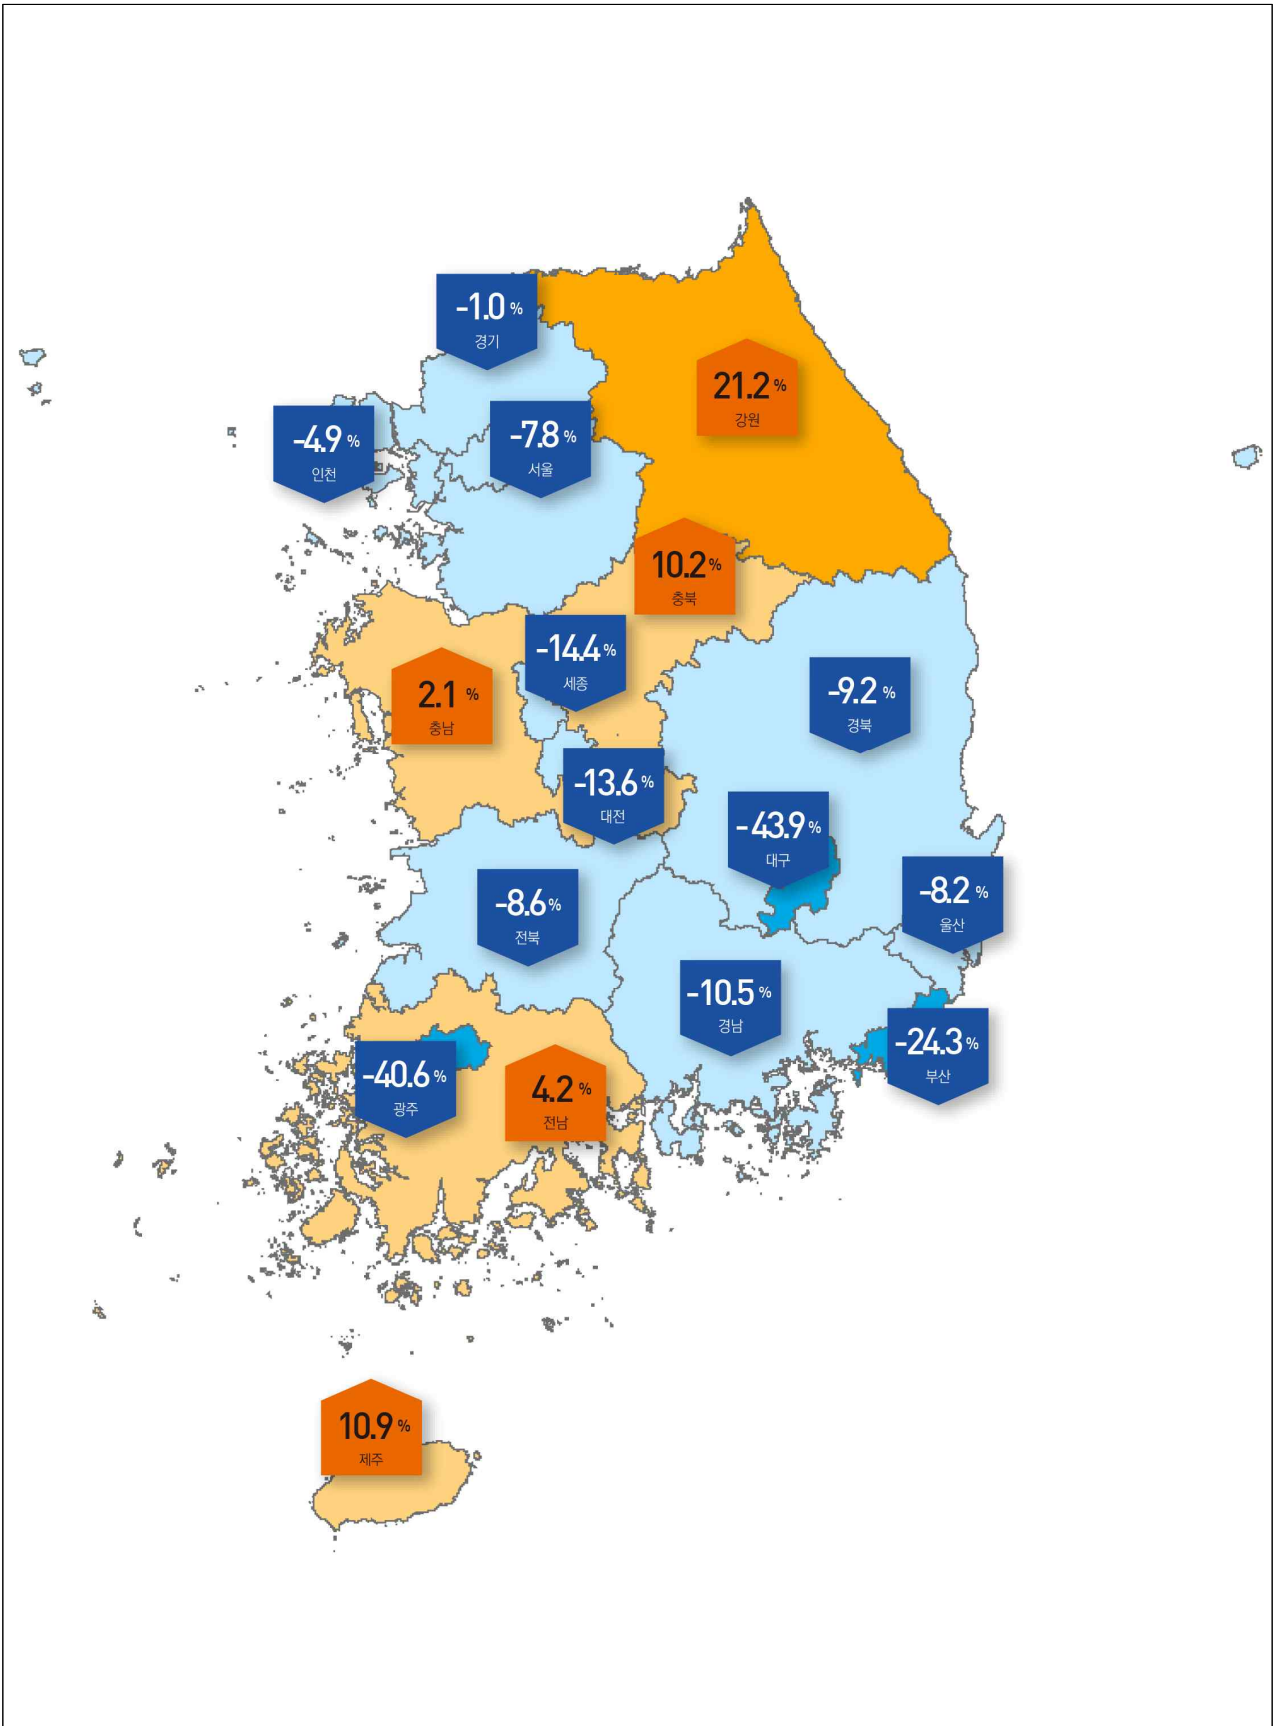 -1.0 %
경기
21.2 %
강원
-4.9 %
인천
-7.8 %
서울
10.2 %
충북
-14.4 %
세종
2.1 %
충남
-9.2 %
경북
-13.6 %
대전
-43.9 %
대구
-8.6 %
전북
-8.2 %
울산
-10.5 %
경남
-24.3 %
부산
-40.6 %
광주
4.2 %
전남
10.9 %
제주